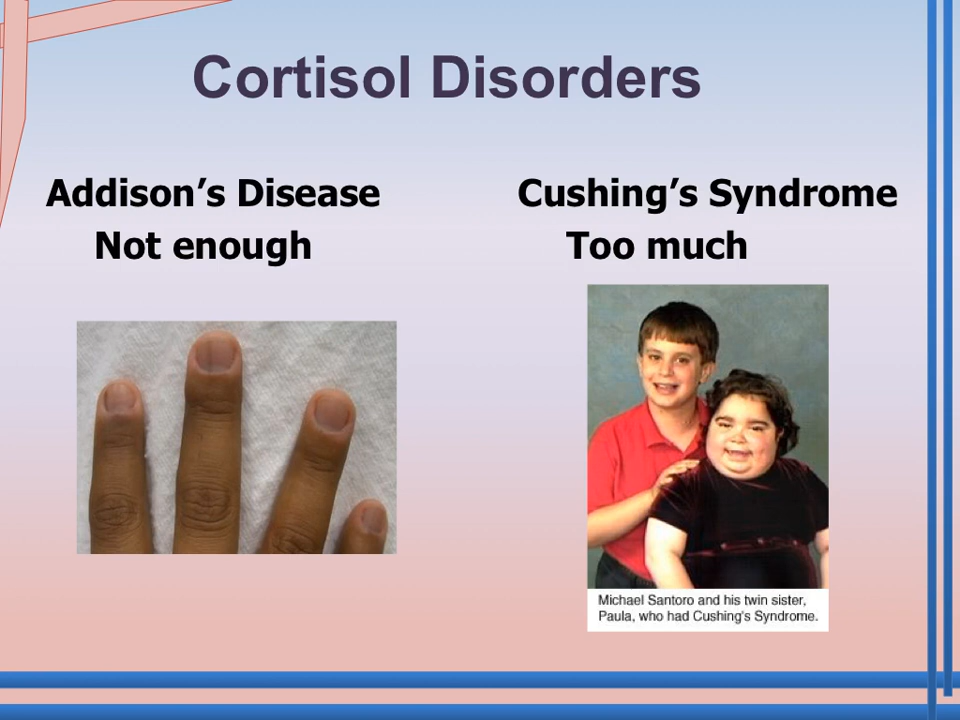 Cortisol Disorders
Addison’s Disease
Not enough
Cushing’s Syndrome
Too much
Michael Santoro and his twin sister,
Paula, who had Cushing's Syndrome.